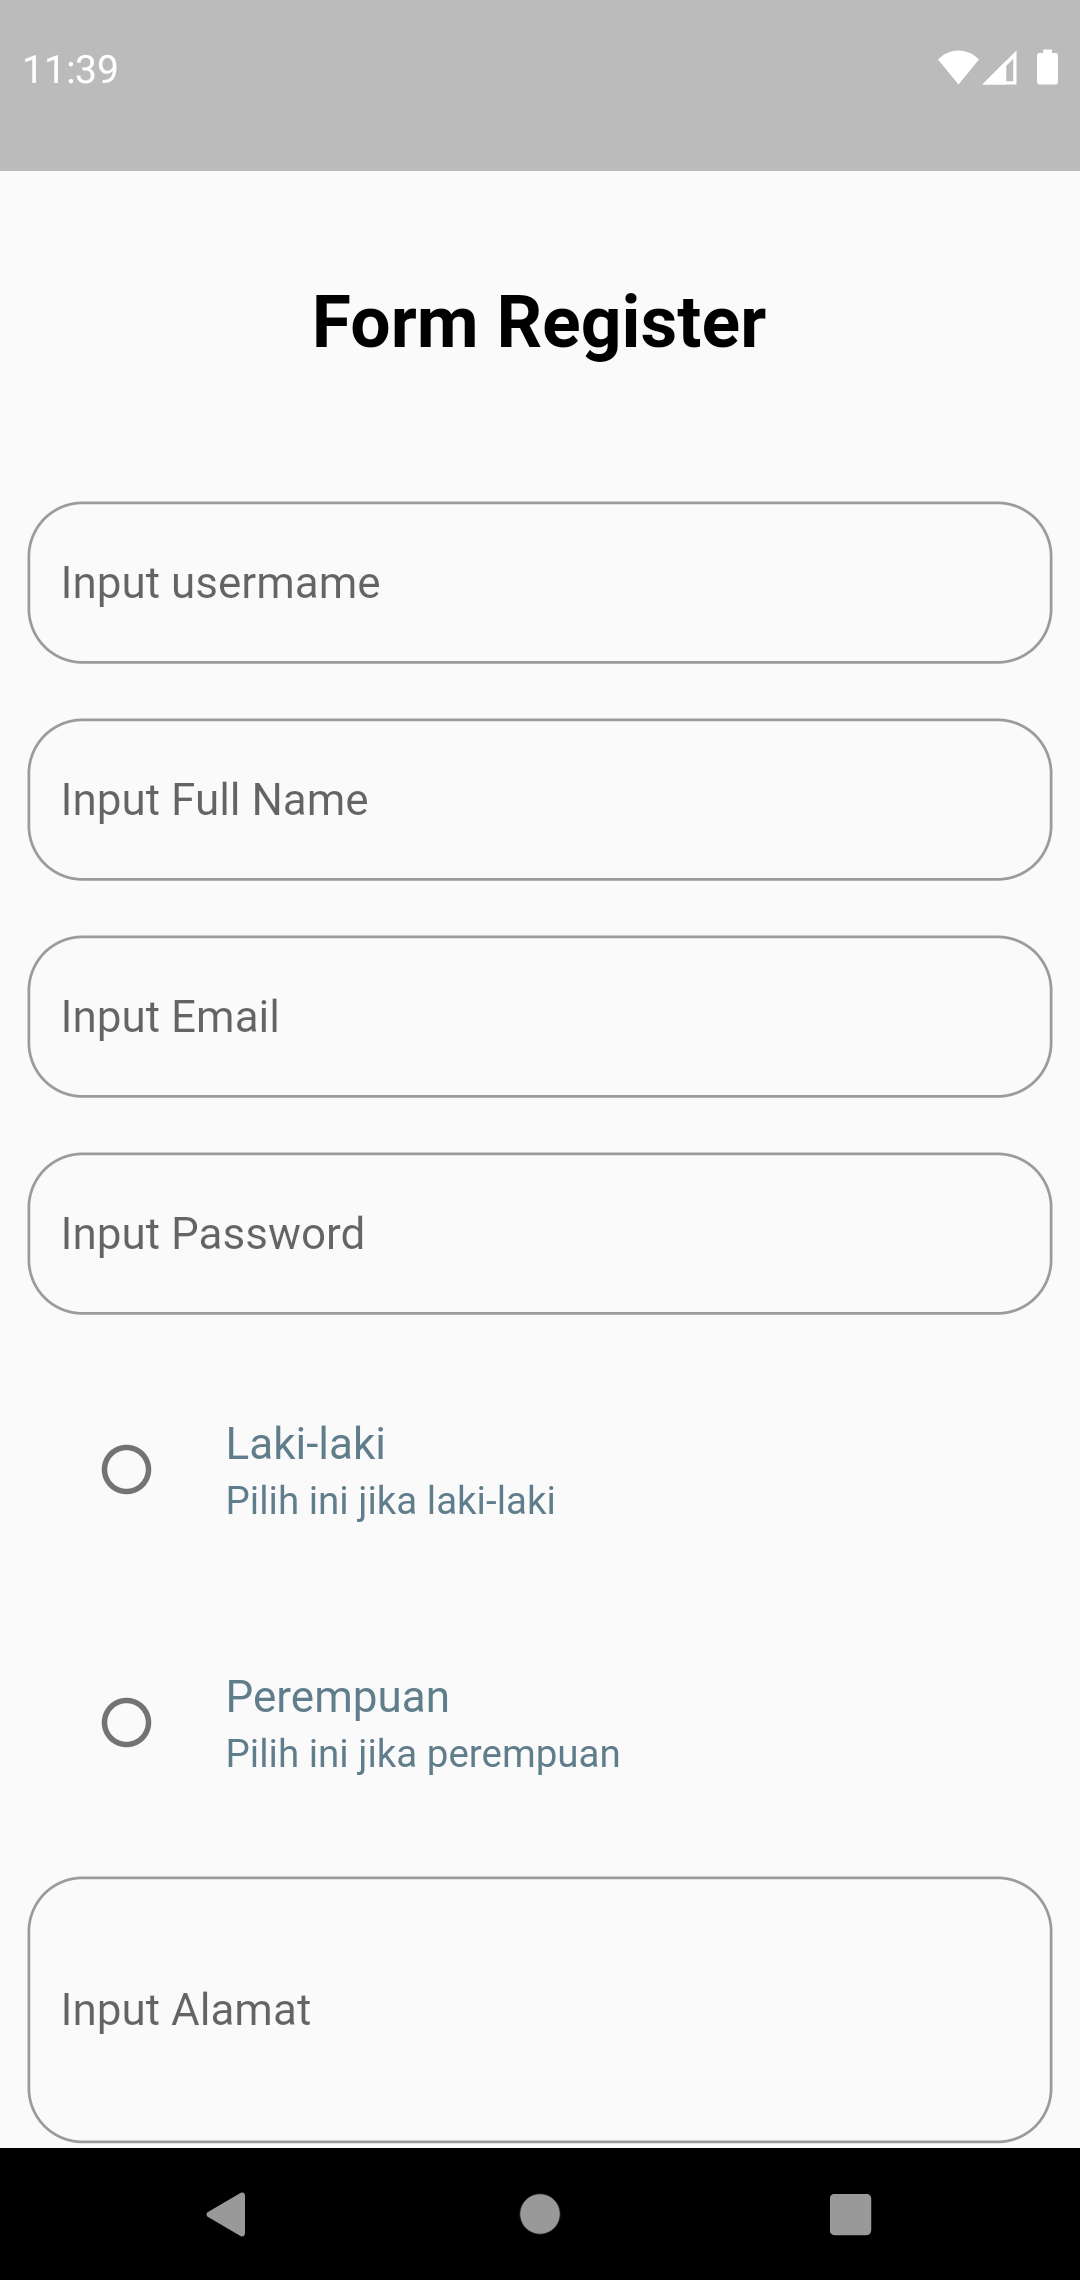 11:39
Form Register
Input usermame
Input Full Name
Input Email
Input Password
Laki-laki
Pilih ini jika laki-laki
Perempuan
Pilih ini jika perempuan
Input Alamat